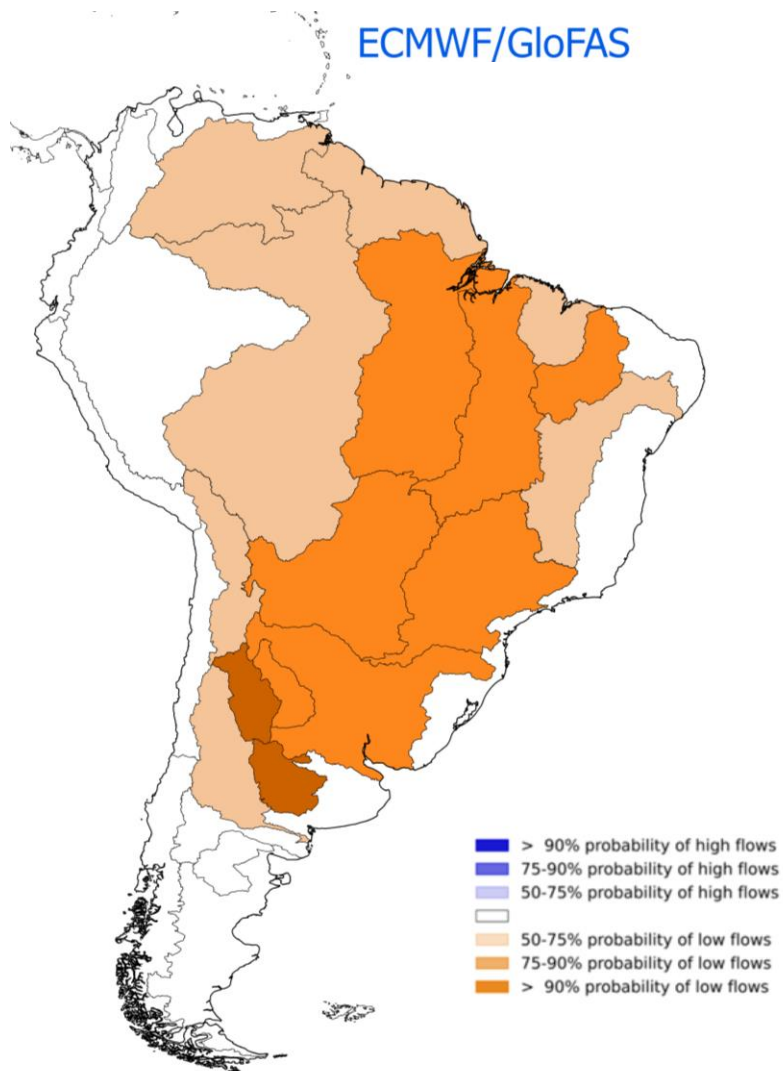 ECMWF/GloFAS
> 90% probability of high flows
75-90% probability of high flows
50-75% probability of high flows
50-75% probability of low flows
75-90% probability of low flows
> 90% probability of low flows